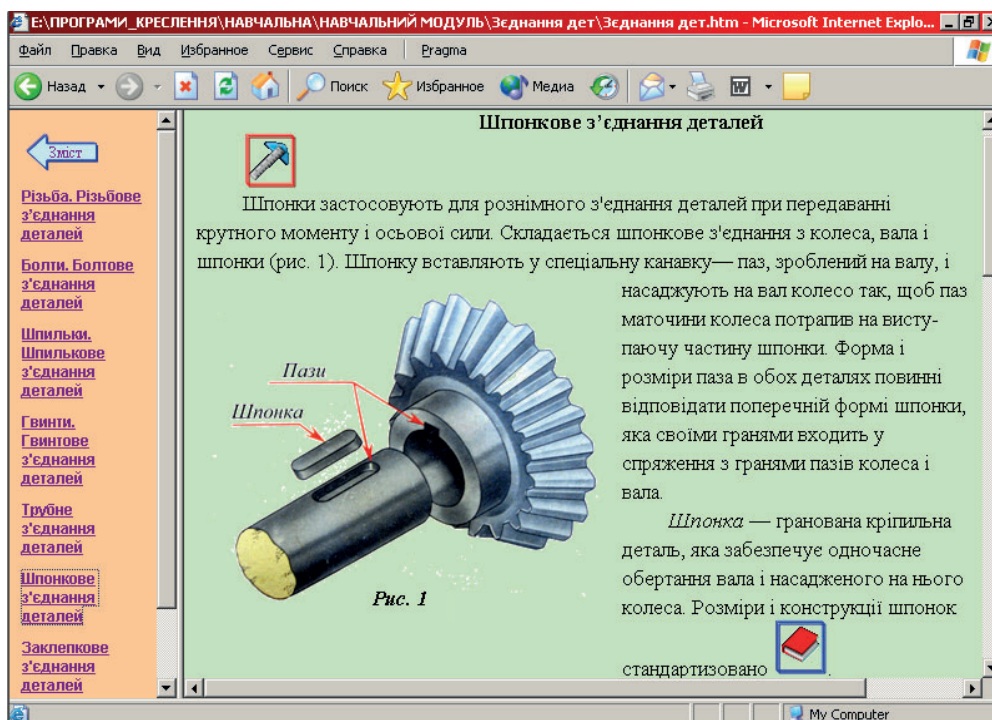 E:\ПРОГРАМИ_КРЕСЛЕННЯ\НАВЧАЛЬНА\НАВЧАЛЬНИЙ МОДУЛЬ\Зєднання дет\Зєднання дет.htm - Microsoft Internet Explo...
Файл Правка Вид Избранное Сервис Справка Pragma
Назад Поиск Избранное Медиа
Зміст
Різьба. Різьбове
з'єднання
деталей
Болти. Болтове
з'єднання
деталей
Шпильки.
Шпилькове
з'єднання
деталей
Гвинти.
Гвинтове
з'єднання
деталей
Трубне
з'єднання
деталей
Шпонкове
з'єднання
деталей
Заклепкове
з'єднання
деталей
Шпонкове з’єднання деталей
Шпонки застосовують для рознімного з'єднання деталей при передаванні
крутного моменту і осьової сили. Складається шпонкове з'єднання з колеса, вала і
шпонки (рис. 1). Шпонку вставляють у спеціальну канавку— паз, зроблений на валу, і
насаджують на вал колесо так, щоб паз
маточини колеса потрапив на висту-
паючу частину шпонки. Форма і
розміри паза в обох деталях повинні
відповідати поперечній формі шпонки,
яка своїми гранями входить у
спряження з гранями пазів колеса і
вала.
Пази
Шпонка
Рис. 1
Шпонка — гранована кріпильна
деталь, яка забезпечує одночасне
обертання вала і насадженого на нього
колеса. Розміри і конструкції шпонок
стандартизовано .
My Computer